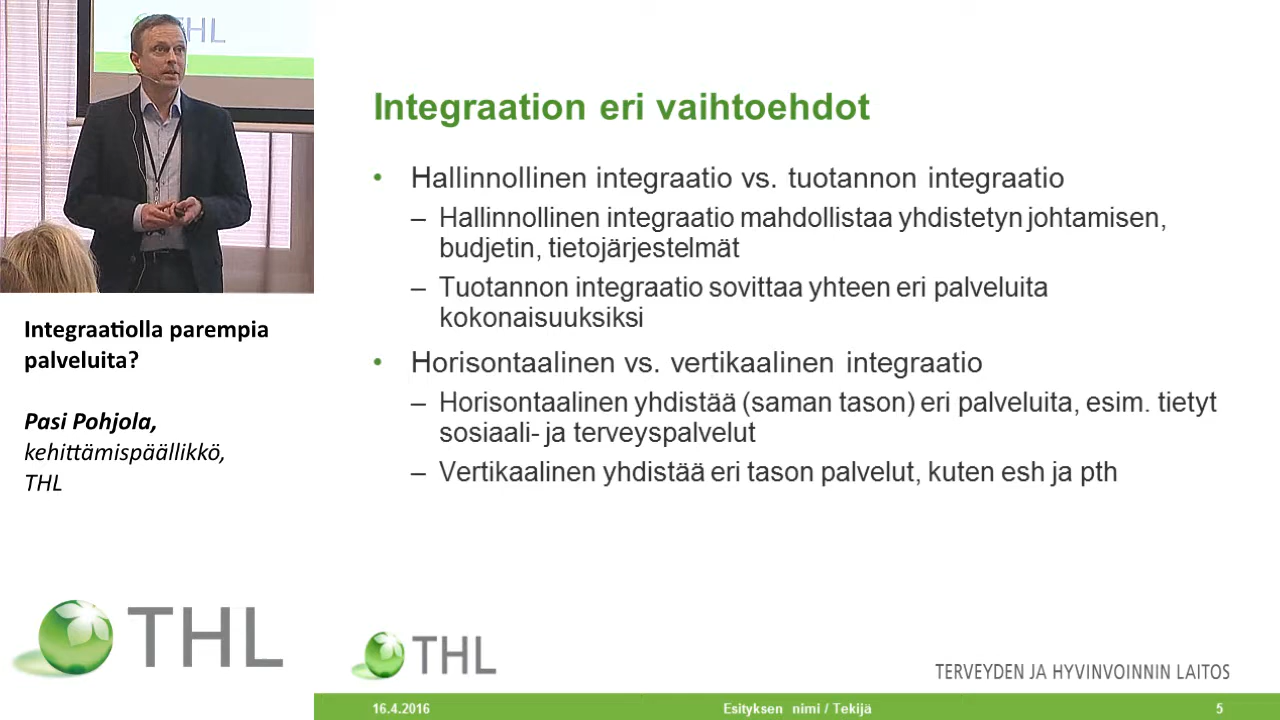 THL
Integraatiolla parempia
palveluita?
Pasi Pohjola,
kehittämispäällikkö,
THL
THL
Integraation eri vaihtoehdot
• Hallinnollinen integraatio vs. tuotannon integraatio
– Hallinnollinen integraatio mahdollistaa yhdistetyn johtamisen,
budjetin, tietojärjestelmät
– Tuotannon integraatio sovittaa yhteen eri palveluita
kokonaisuuksiksi
• Horisontaalinen vs. vertikaalinen integraatio
– Horisontaalinen yhdistää (saman tason) eri palveluita, esim. tietyt
sosiaali- ja terveyspalvelut
– Vertikaalinen yhdistää eri tason palvelut, kuten esh ja pth
THL
TERVEYDEN JA HYVINVOINNIN LAITOS
16.4.2016
Esityksen nimi / Tekijä
5